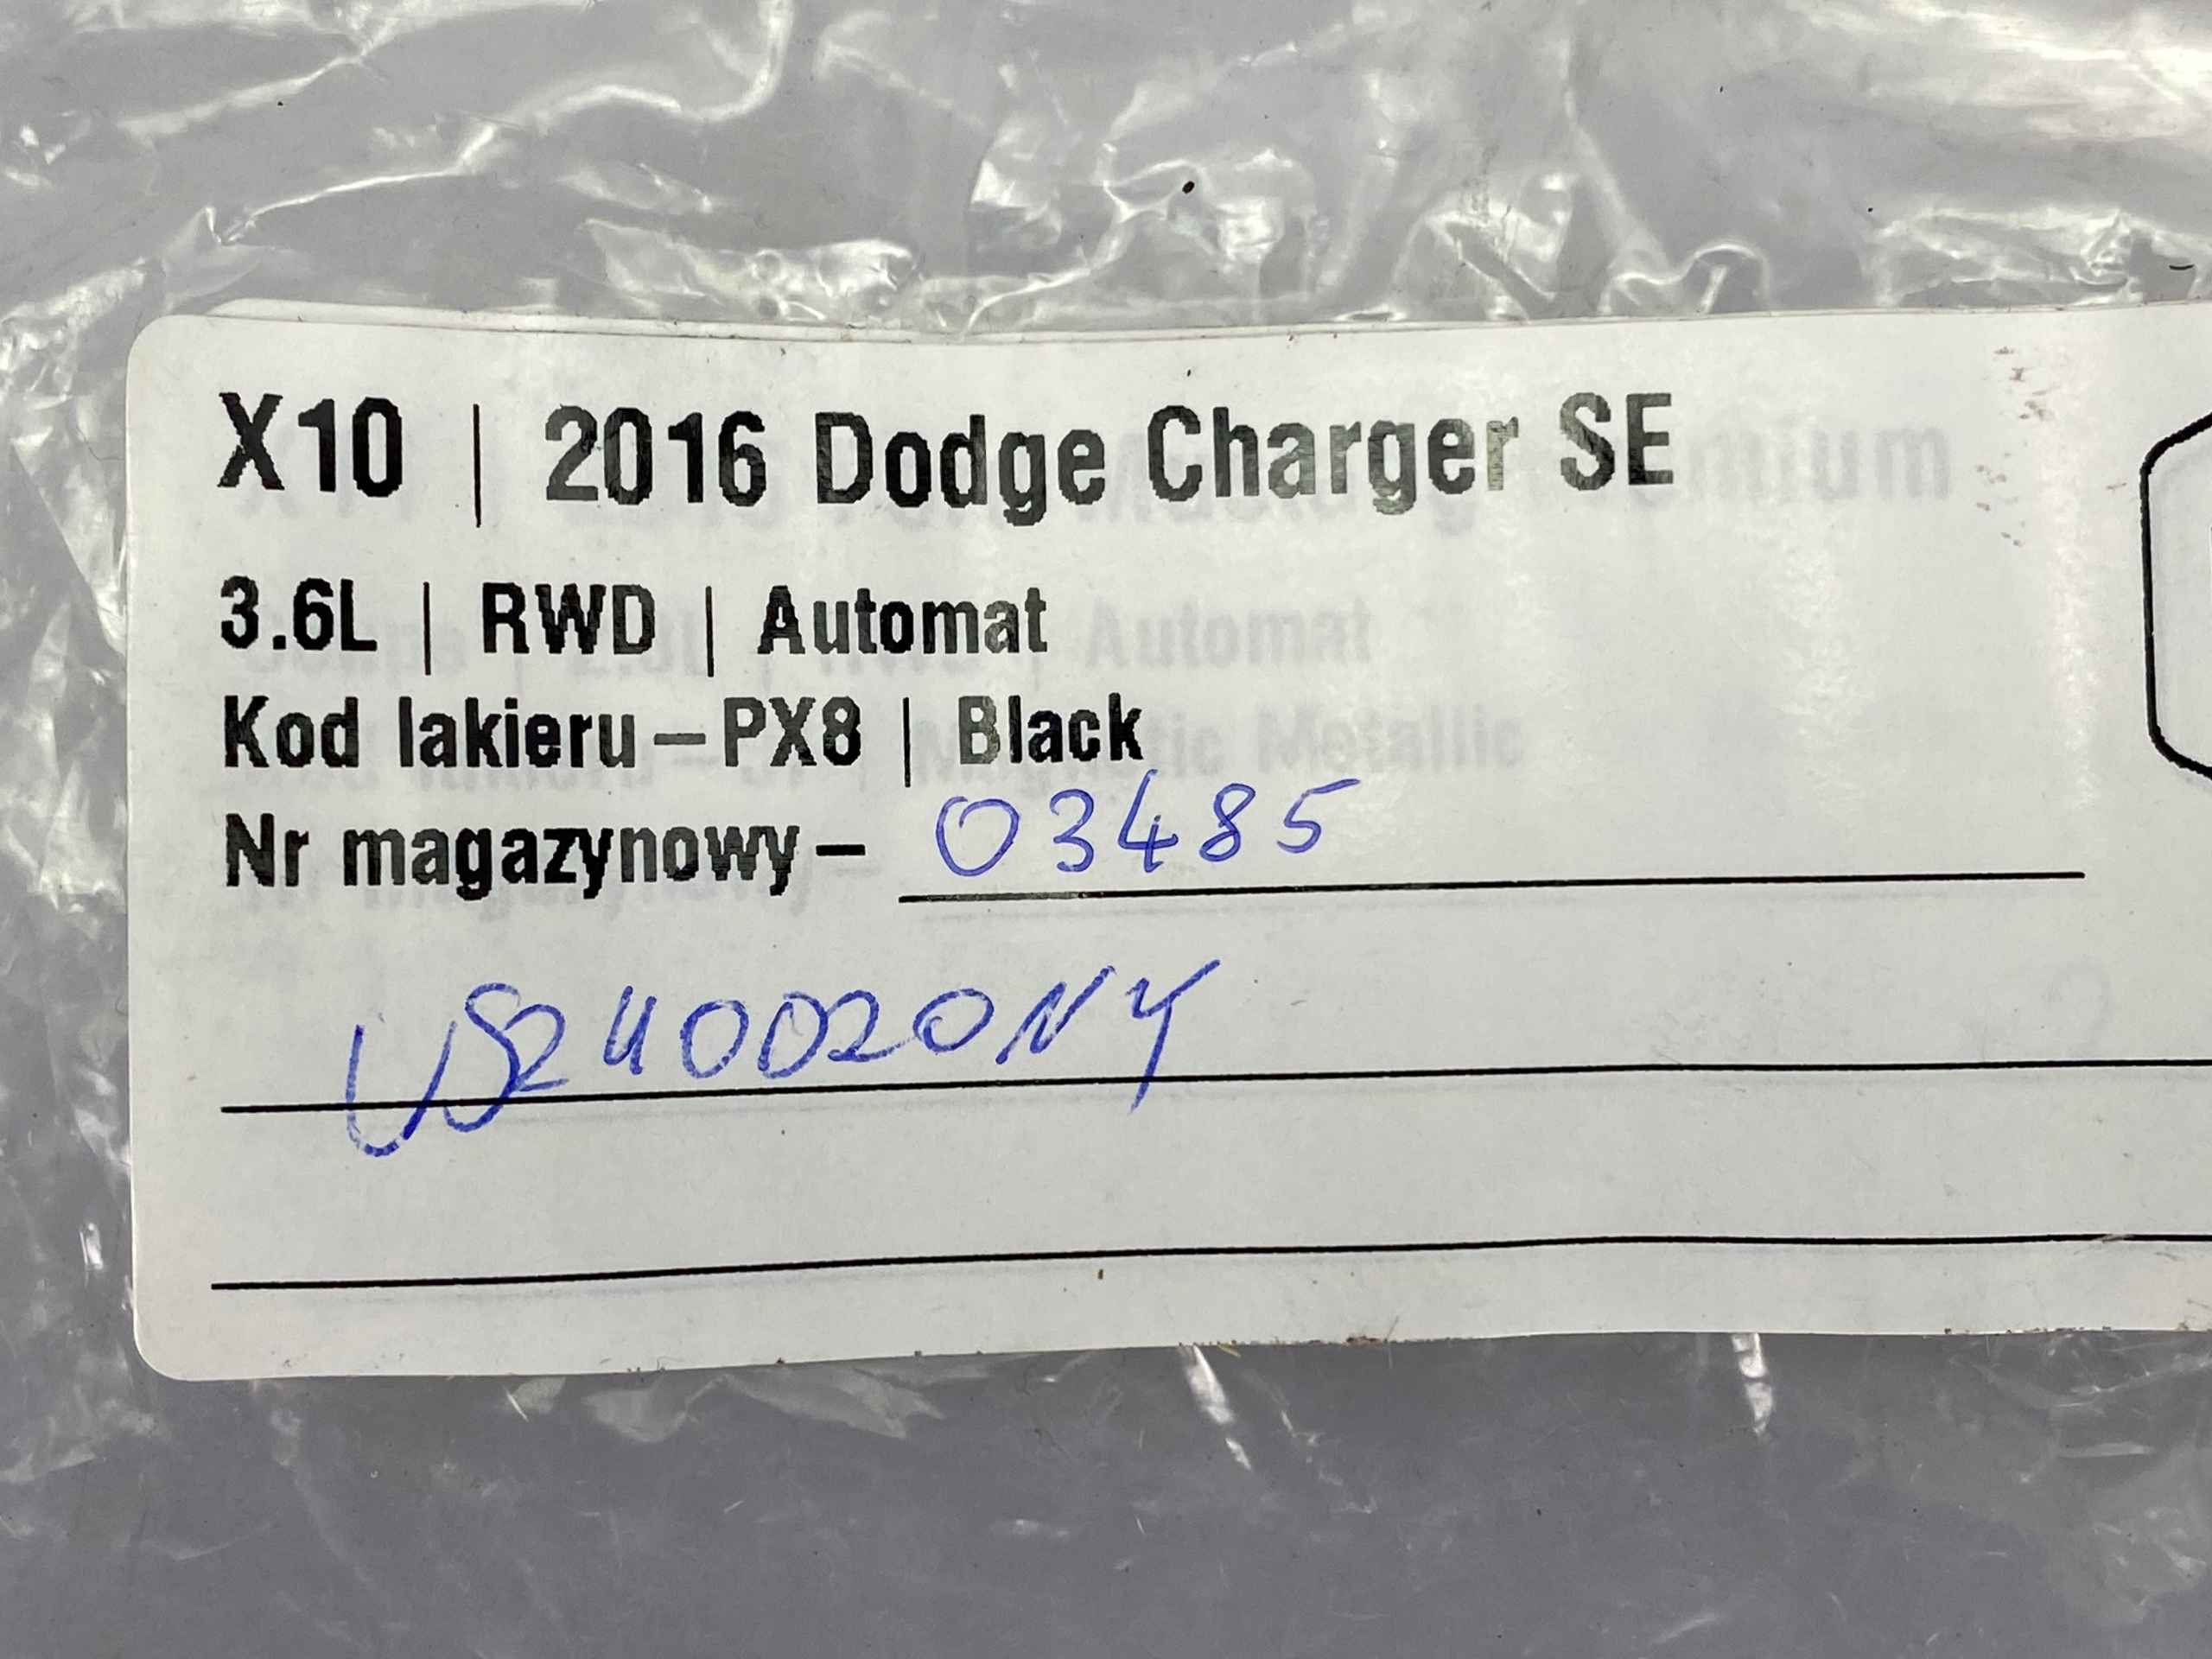 X10 | 2016 Dodge Charger SE
3.6L | RWD | Automat
Kod lakieru – PX8 | Black
Nr magazynowy – 03485
USZKODZONY